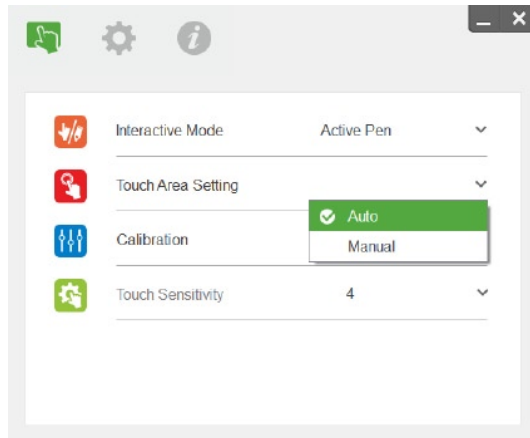 Interactive Mode Active Pen
Touch Area Setting
Auto
Calibration
Manual
Touch Sensitivity 4